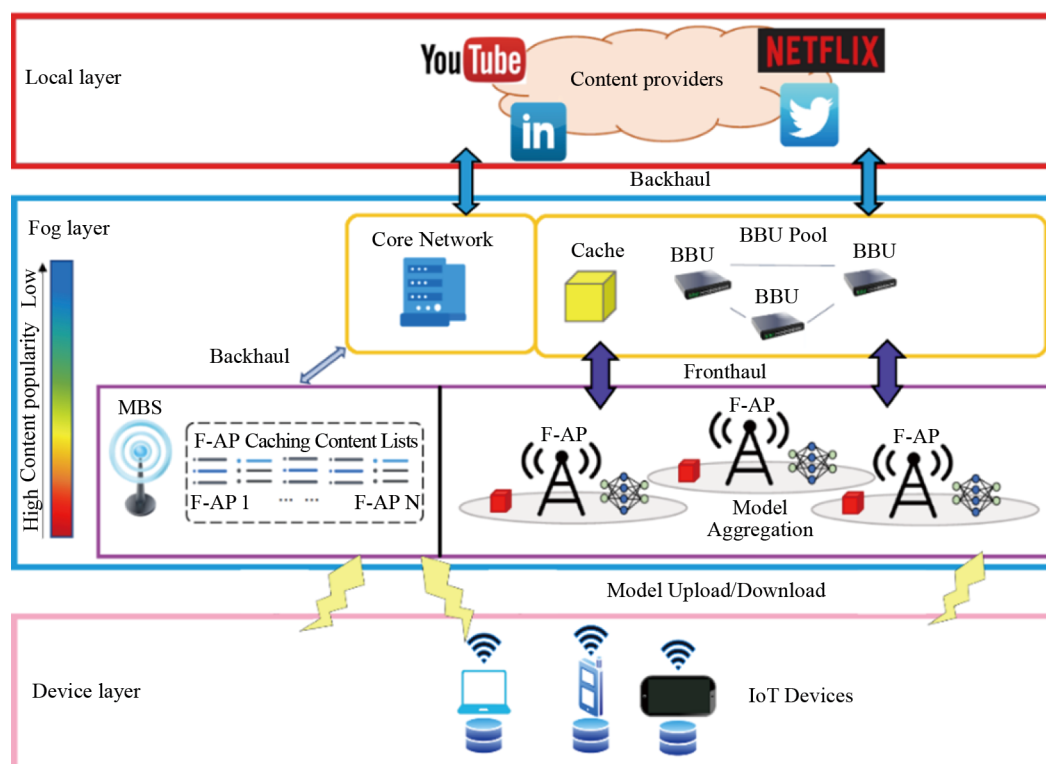 YouTube
NETFLIX
Local layer
Content providers
in
Backhaul
Fog layer
Core Network
Cache
BBU Pool
BBU
BBU
BBU
High Content popularity Low
Backhaul
Fronthaul
MBS
F-AP Caching Content Lists
F-AP 1 ... ... F-AP N
F-AP
F-AP
F-AP
Model
Aggregation
Model Upload/Download
Device layer
IoT Devices